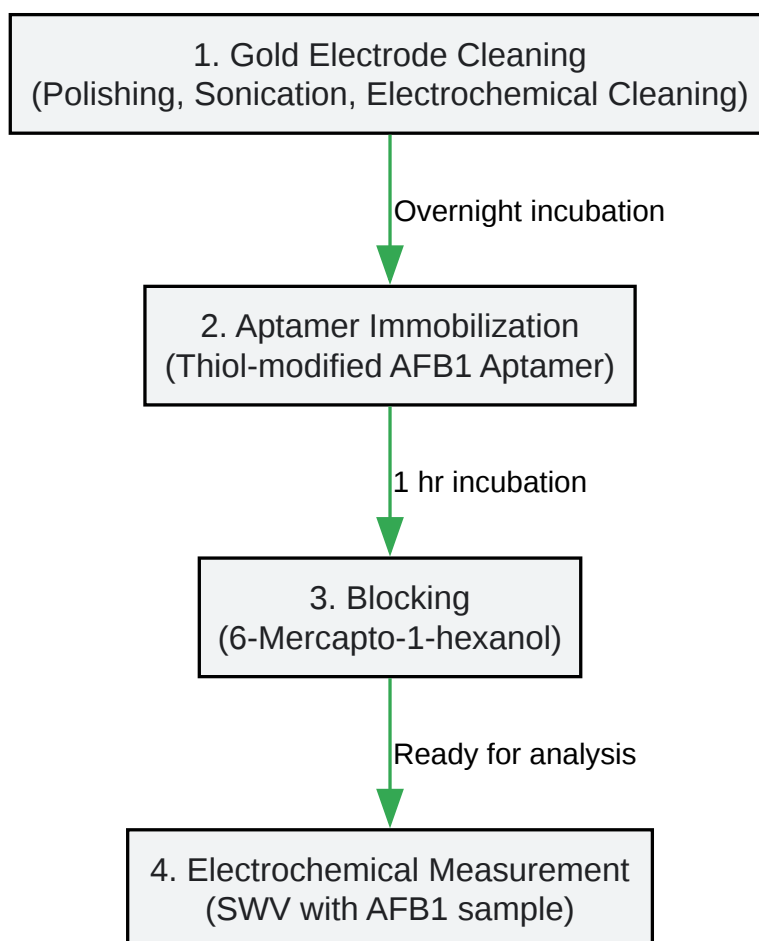 1. Gold Electrode Cleaning
(Polishing, Sonication, Electrochemical Cleaning)
Overnight incubation
2. Aptamer Immobilization
(Thiol-modified AFB1 Aptamer)
1 hr incubation
3. Blocking
(6-Mercapto-1-hexanol)
Ready for analysis
4. Electrochemical Measurement
(SWV with AFB1 sample)